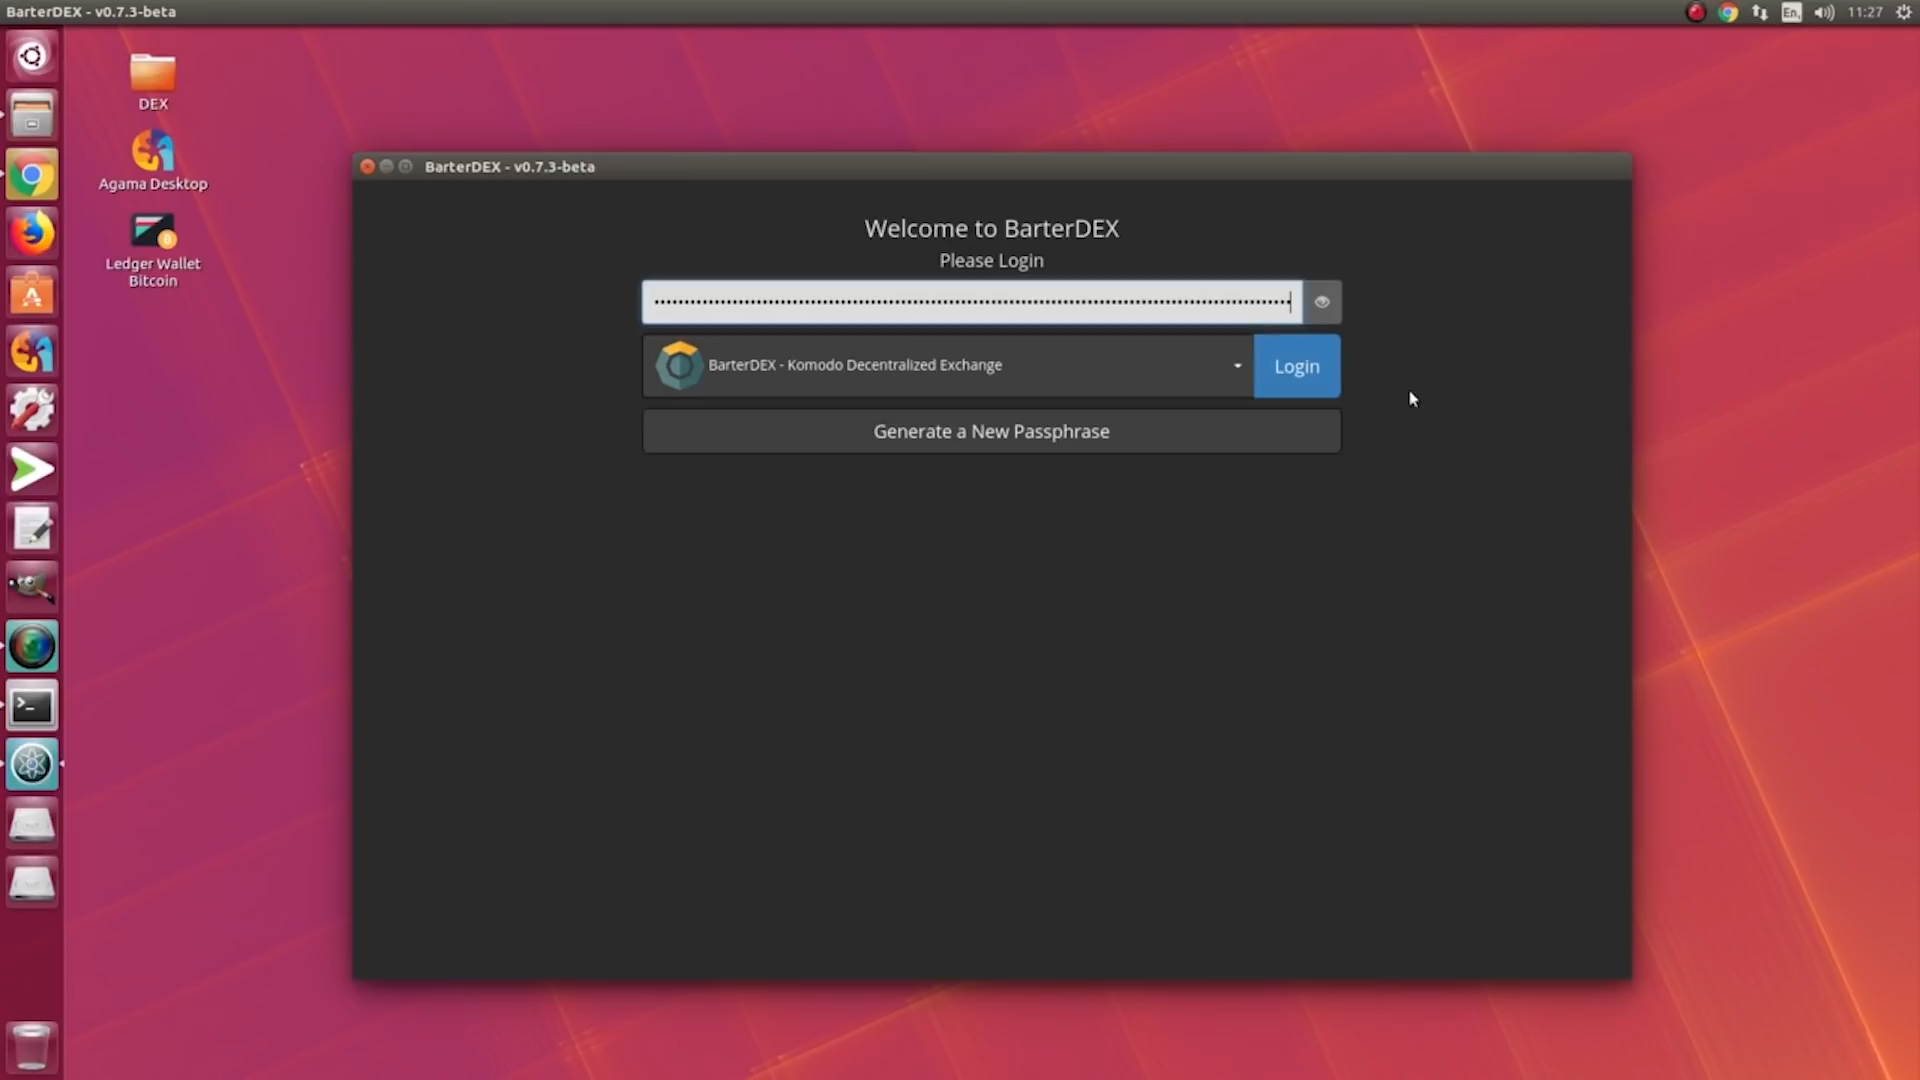 BarterDEX - v0.7.3-beta
En
11:27
DEX
Agama Desktop
Ledger Wallet
Bitcoin
BarterDEX - v0.7.3-beta
Welcome to BarterDEX
Please Login
BarterDEX - Komodo Decentralized Exchange
Login
Generate a New Passphrase